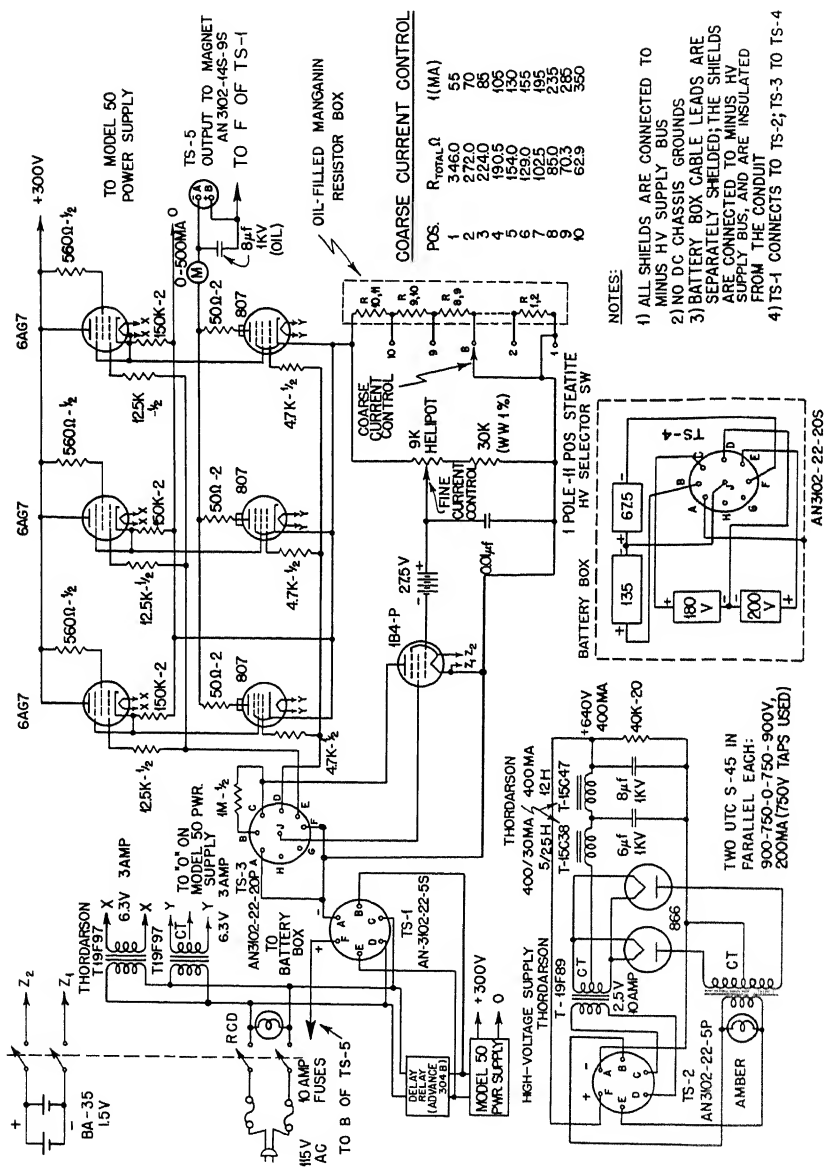 BA-35
1.5V
+
-
Z2
Z1
115V
AC
10 AMP
FUSES
TO B OF TS-5
RCD
THORDARSON
T19F97
6.3V 3AMP
X
X
T19F97
CT
Y
Y
Y
6.3V 3AMP
TO "O" ON
MODEL 50 PWR.
SUPPLY
DELAY
RELAY
(ADVANCE
304B)
MODEL 50
PWR SUPPLY
+300V
O
TS-3
AN3102-22-20P
TO
BATTERY
BOX
A
B
C
D
E
F
G
H
J
1M-½
TS-1
AN-3102-22-5S
A
B
C
D
E
F
+
-
6AG7
6AG7
6AG7
560Ω-½
560Ω-½
560Ω-½
+300V
TO MODEL 50
POWER SUPPLY
O
X
X
X
X
X
X
150K-2
150K-2
150K-2
12.5K-½
12.5K-½
12.5K
-½
50Ω-2
50Ω-2
50Ω-2
807
807
807
Y
Y
Y
Y
Y
Y
4.7K-½
4.7K-½
4.7K-½
0-500MA
M
TS-5
OUTPUT TO MAGNET
AN 3102-14S-9S
A
B
TO F OF TS-1
8µf
1KV
(OIL)
1B4-P
Z1
Z2
27.5V
-
+
0.01µf
9K
HELIPOT
FINE
CURRENT
CONTROL
30K
(WW 1%)
COARSE
CURRENT
CONTROL
10
9
8
2
1
R
10,11
R
9,10
R
8,9
R
1,2
OIL-FILLED MANGANIN
RESISTOR BOX
1 POLE-11 POS STEATITE
HV SELECTOR SW
COARSE CURRENT CONTROL
POS. R TOTAL Ω I(MA)
1 346.0 55
2 272.0 70
3 224.0 85
4 190.5 105
5 154.0 130
6 129.0 155
7 102.5 195
8 85.0 235
9 70.3 285
10 62.9 350
HIGH-VOLTAGE SUPPLY
THORDARSON
T-19F89
2.5V
10AMP
CT
TS-2
AN3102-22-5P
A
B
C
D
E
F
+
-
AMBER
CT
866
THORDARSON
400/30MA 400MA
5/25H 12H
T-15C38
T-15C47
6µf
1KV
8µf
1KV
+640V
400MA
40K-20
TWO UTC S-45 IN
PARALLEL EACH:
900-750-0-750-900V,
200MA (750V TAPS USED)
BATTERY BOX
+
135
+
67.5
-
+
180
V
-
-
200
V
+
TS-4
A
B
C
D
E
F
G
H
J
AN3102-22-20S
NOTES:
1) ALL SHIELDS ARE CONNECTED TO
MINUS HV SUPPLY BUS
2) NO DC CHASSIS GROUNDS
3) BATTERY BOX CABLE LEADS ARE
SEPARATELY SHIELDED; THE SHIELDS
ARE CONNECTED TO MINUS HV
SUPPLY BUS, AND ARE INSULATED
FROM THE CONDUIT
4) TS-1 CONNECTS TO TS-2; TS-3 TO TS-4